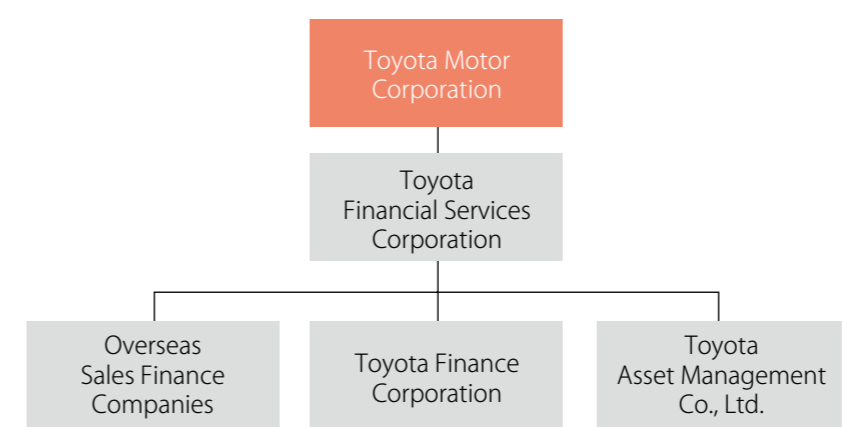 Toyota Motor
Corporation
Toyota
Financial Services
Corporation
Overseas
Sales Finance
Companies
Toyota Finance
Corporation
Toyota
Asset Management
Co., Ltd.